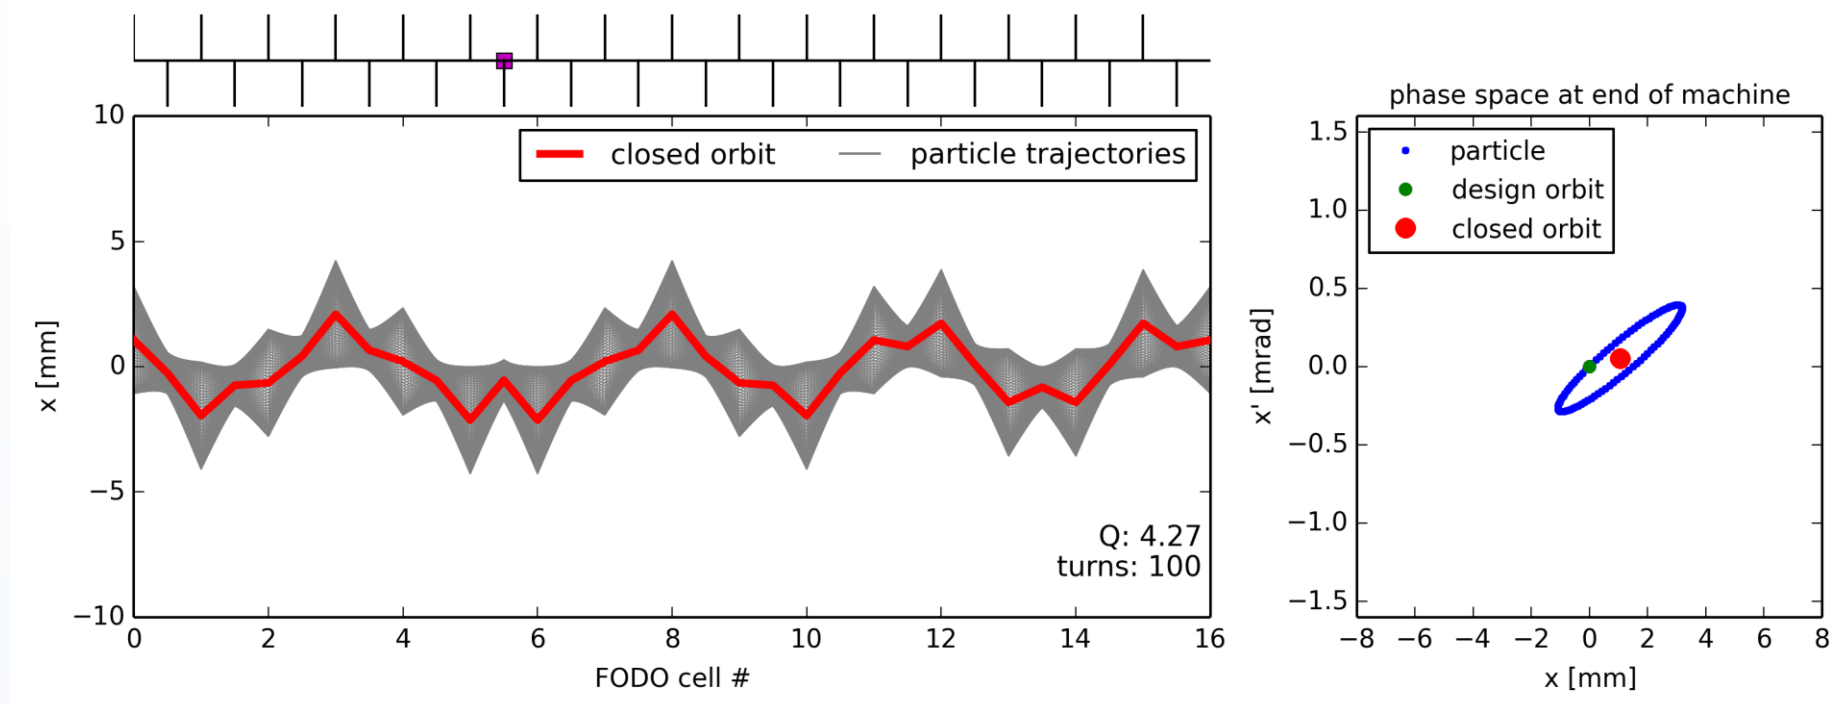 10
5
0
−5
−10
x [mm]
closed orbit
particle trajectories
Q: 4.27
turns: 100
0 2 4 6 8 10 12 14 16
FODO cell #
phase space at end of machine
1.5
1.0
0.5
0.0
−0.5
−1.0
−1.5
x' [mrad]
particle
design orbit
closed orbit
−8 −6 −4 −2 0 2 4 6 8
x [mm]